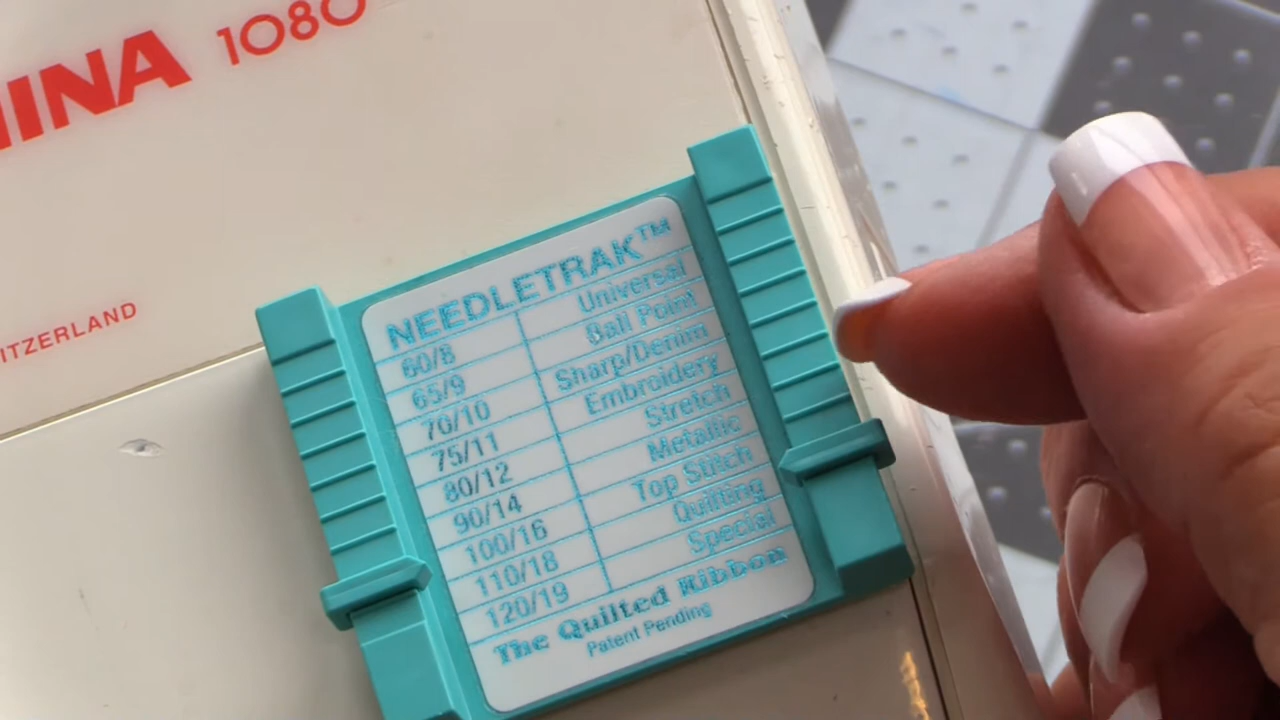 1080
ITZERLAND
NEEDLETRAK™
60/8 Universal
65/9 Ball Point
70/10 Sharp/Denim
75/11 Embroidery
80/12 Stretch
90/14 Metallic
100/16 Top Stitch
110/18 Quilting
120/19 Special
The Quilted Ribbon
Patent Pending